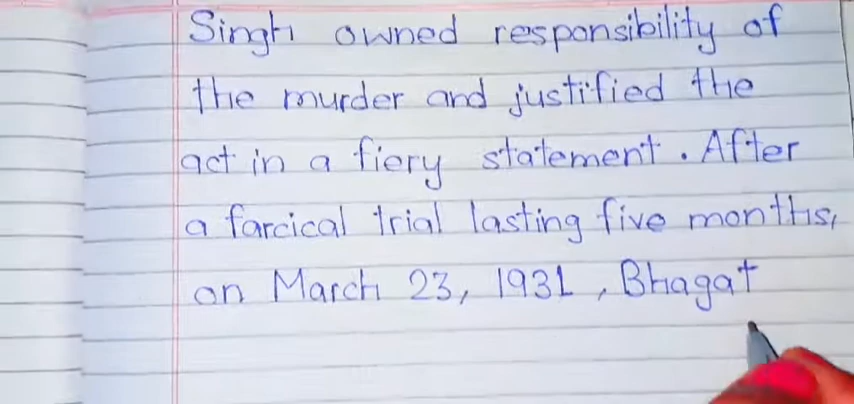 Singh owned responsibility of
the murder and justified the
act in a fiery statement. After
a farcical trial lasting five months,
on March 23, 1931, Bhagat